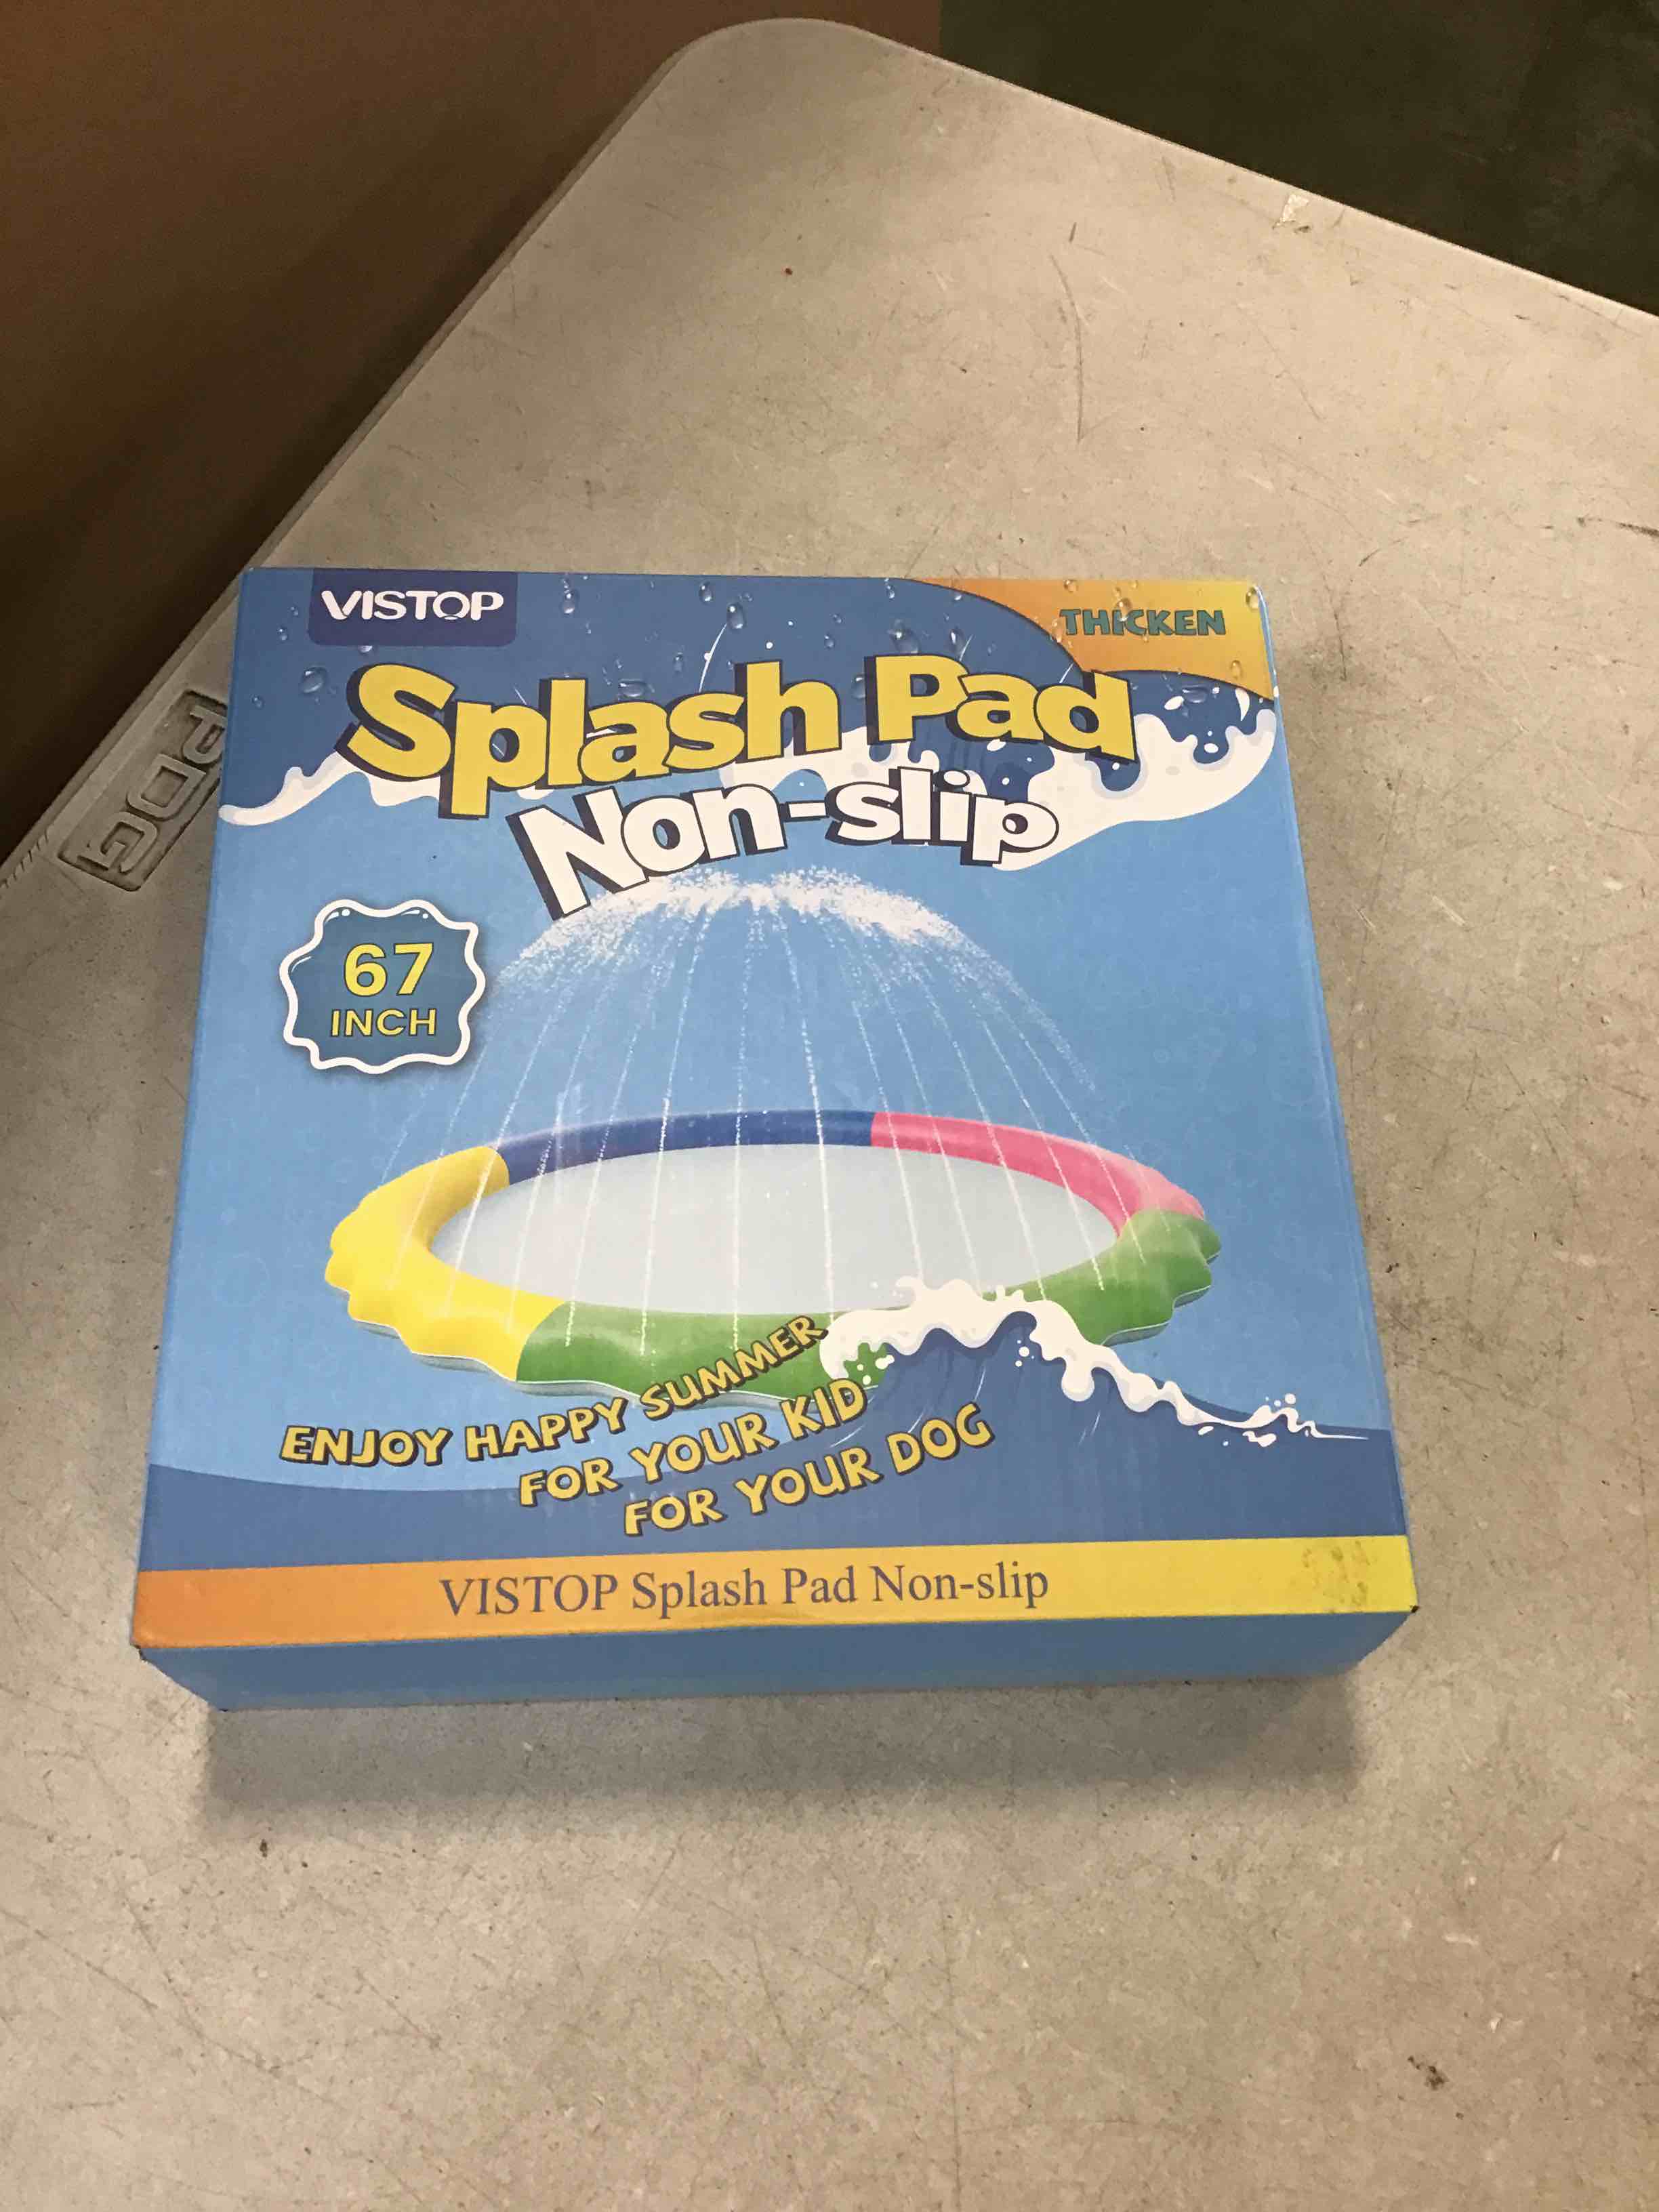 VISTOP
THICKEN
Splash Pad
Non-slip
67
INCH
ENJOY HAPPY SUMMER
FOR YOUR KID
FOR YOUR DOG
VISTOP Splash Pad Non-slip
PDG